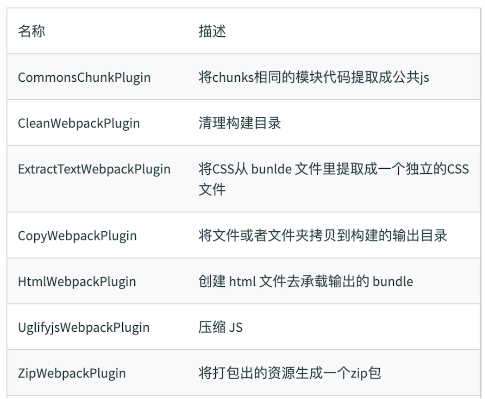 名称 描述
CommonsChunkPlugin 将chunks相同的模块代码提取成公共js
CleanWebpackPlugin 清理构建目录
ExtractTextWebpackPlugin 将CSS从 bunlde 文件里提取成一个独立的CSS
文件
CopyWebpackPlugin 将文件或者文件夹拷贝到构建的输出目录
HtmlWebpackPlugin 创建 html 文件去承载输出的 bundle
UglifyjsWebpackPlugin 压缩 JS
ZipWebpackPlugin 将打包出的资源生成一个zip包